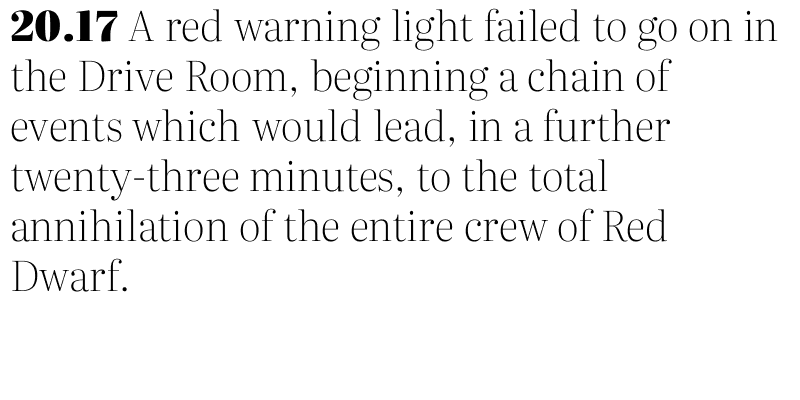 20.17 A red warning light failed to go on in
the Drive Room, beginning a chain of
events which would lead, in a further
twenty-three minutes, to the total
annihilation of the entire crew of Red
Dwarf.